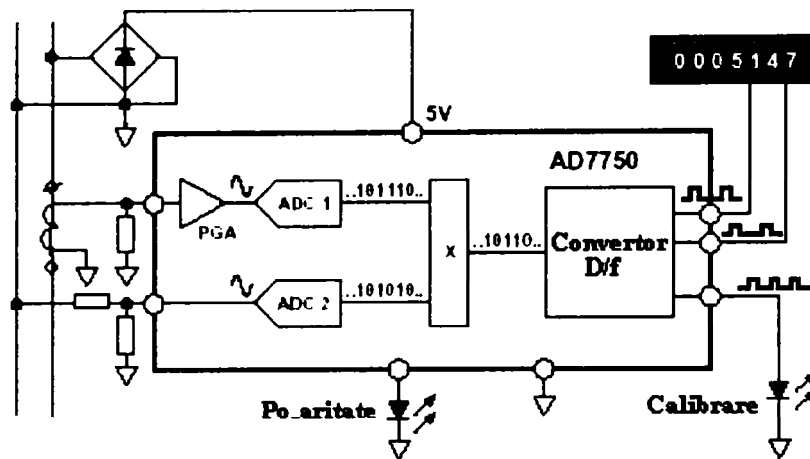 0005147
5V
AD7750
ADC 1
..101110..
PGA
X
..10110..
Convertor
D/f
ADC 2
..101010..
Po_aritate
Calibrare